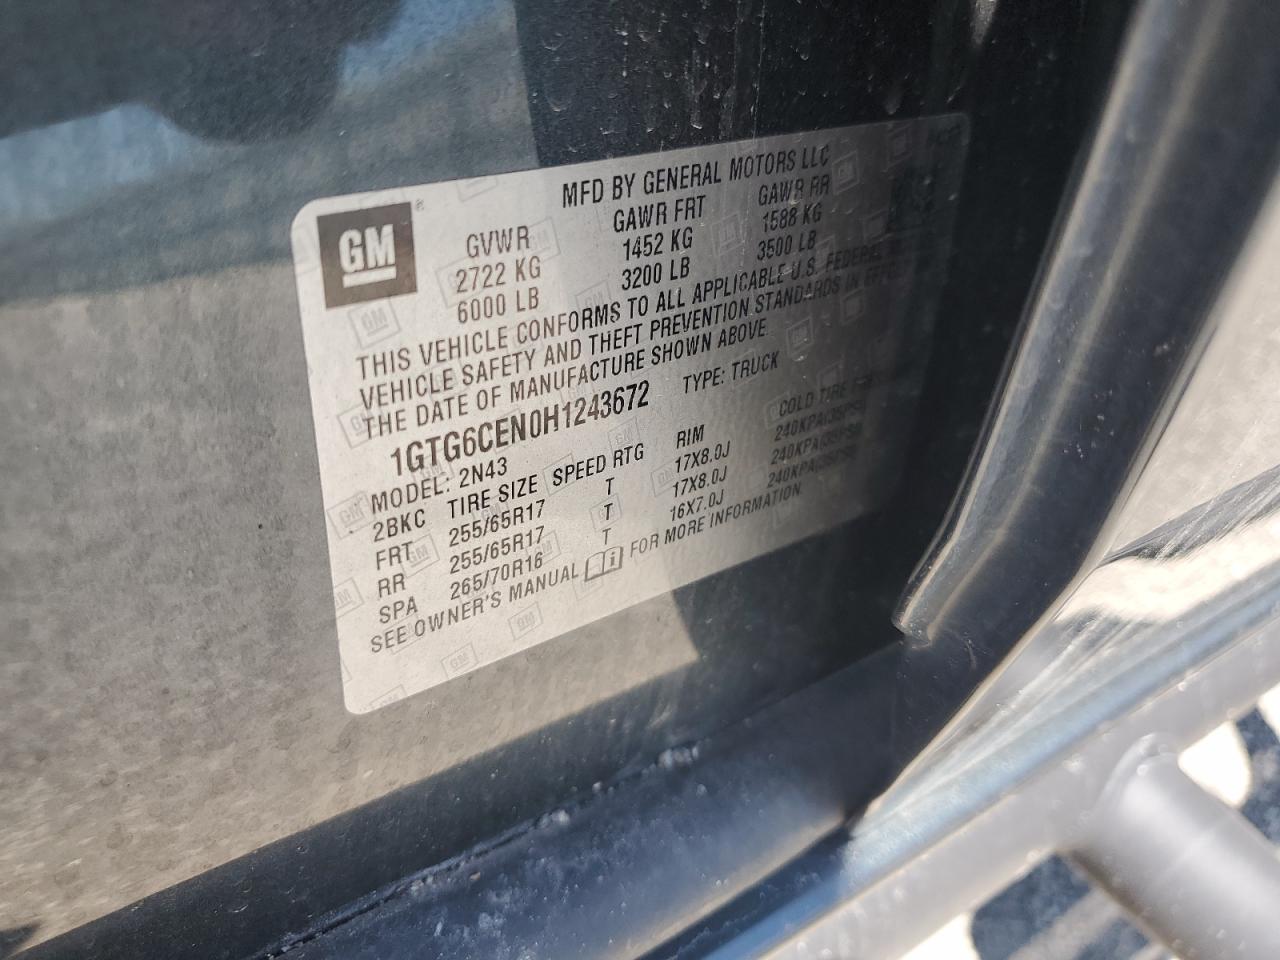 MFD BY GENERAL MOTORS LLC
GM
GVWR GAWR FRT GAWR RR
2722 KG 1452 KG 1588 KG
6000 LB 3200 LB 3500 LB
THIS VEHICLE CONFORMS TO ALL APPLICABLE U.S. FEDERAL
VEHICLE SAFETY AND THEFT PREVENTION STANDARDS IN EFFECT
THE DATE OF MANUFACTURE SHOWN ABOVE
1GTG6CEN0H1243672 TYPE: TRUCK
MODEL: 2N43
2BKC TIRE SIZE SPEED RTG RIM COLD TIRE
FRT 255/65R17 T 17X8.0J 240KPA(35PSI)
RR 255/65R17 T 17X8.0J 240KPA(35PSI)
SPA 265/70R16 T 16X7.0J 240KPA(35PSI)
SEE OWNER'S MANUAL FOR MORE INFORMATION